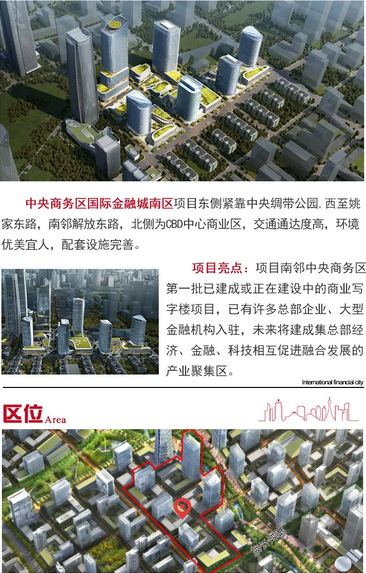 中央商务区国际金融城南区项目东侧紧靠中央绸带公园,西至姚
家东路，南邻解放东路，北侧为CBD中心商业区，交通通达度高，环境
优美宜人，配套设施完善。
项目亮点：项目南邻中央商务区
第一批已建成或正在建设中的商业写
字楼项目，已有许多总部企业、大型
金融机构入驻，未来将建成集总部经
济、金融、科技相互促进融合发展的
产业聚集区。
International financial city
区位Area